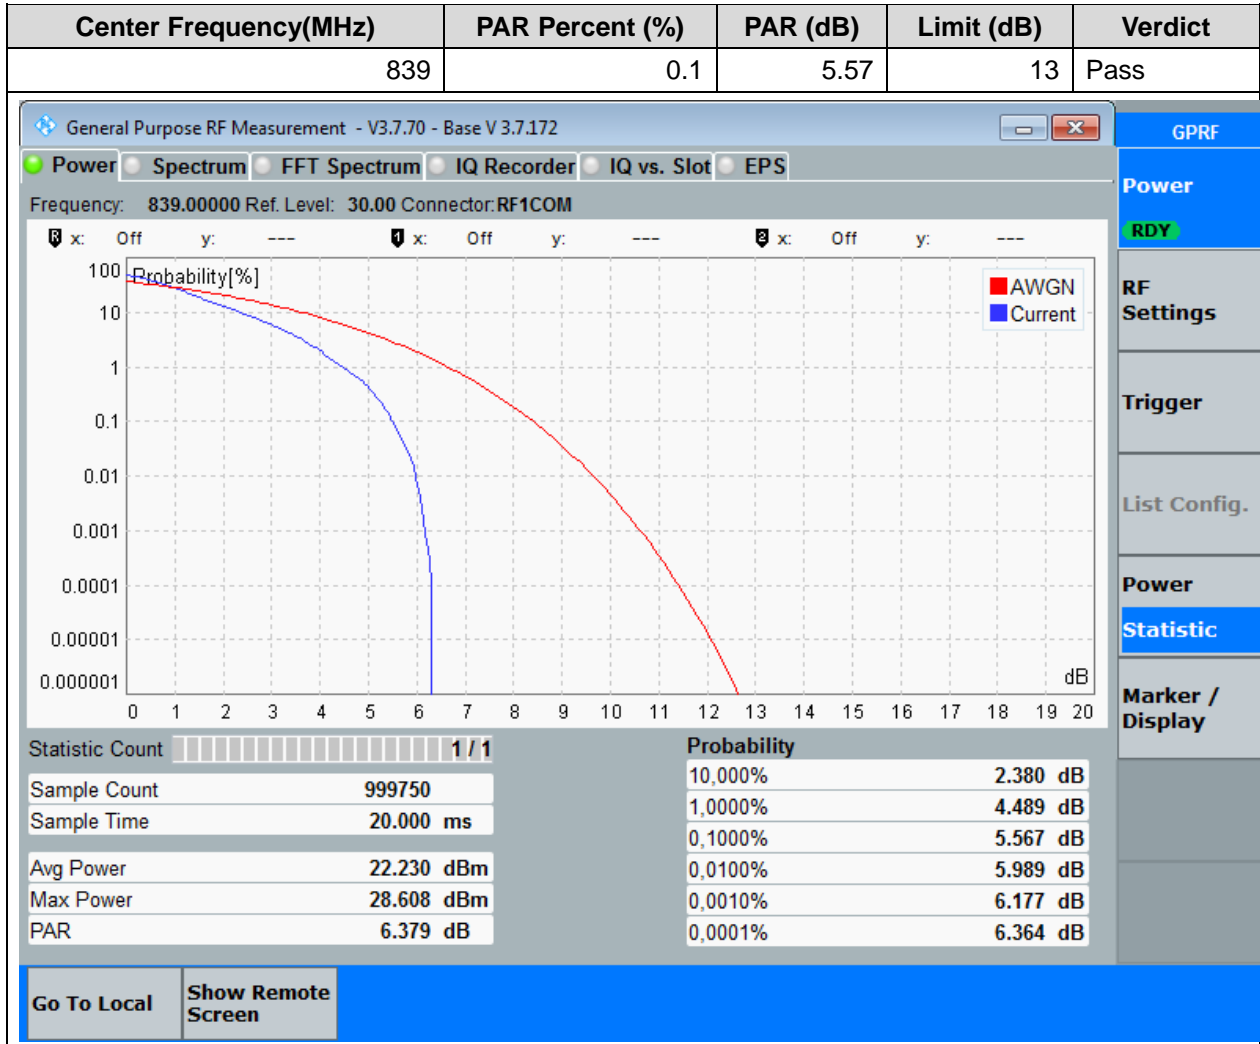 Center Frequency(MHz) PAR Percent (%) PAR (dB) Limit (dB) Verdict
839 0.1 5.57 13 Pass
General Purpose RF Measurement - V3.7.70 - Base V 3.7.172
GPRF
Power Spectrum FFT Spectrum IQ Recorder IQ vs. Slot EPS
Power
RDY
Frequency: 839.00000 Ref. Level: 30.00 Connector: RF1COM
R x: Off y: --- 1 x: Off y: --- 2 x: Off y: ---
Probability[%]
100
10
1
0.1
0.01
0.001
0.0001
0.00001
0.000001
AWGN
Current
dB
0 1 2 3 4 5 6 7 8 9 10 11 12 13 14 15 16 17 18 19 20
RF
Settings
Trigger
List Config.
Power
Statistic
Marker /
Display
Statistic Count 1 / 1
Sample Count 999750
Sample Time 20.000 ms
Avg Power 22.230 dBm
Max Power 28.608 dBm
PAR 6.379 dB
Probability
10,000% 2.380 dB
1,0000% 4.489 dB
0,1000% 5.567 dB
0,0100% 5.989 dB
0,0010% 6.177 dB
0,0001% 6.364 dB
Go To Local
Show Remote
Screen